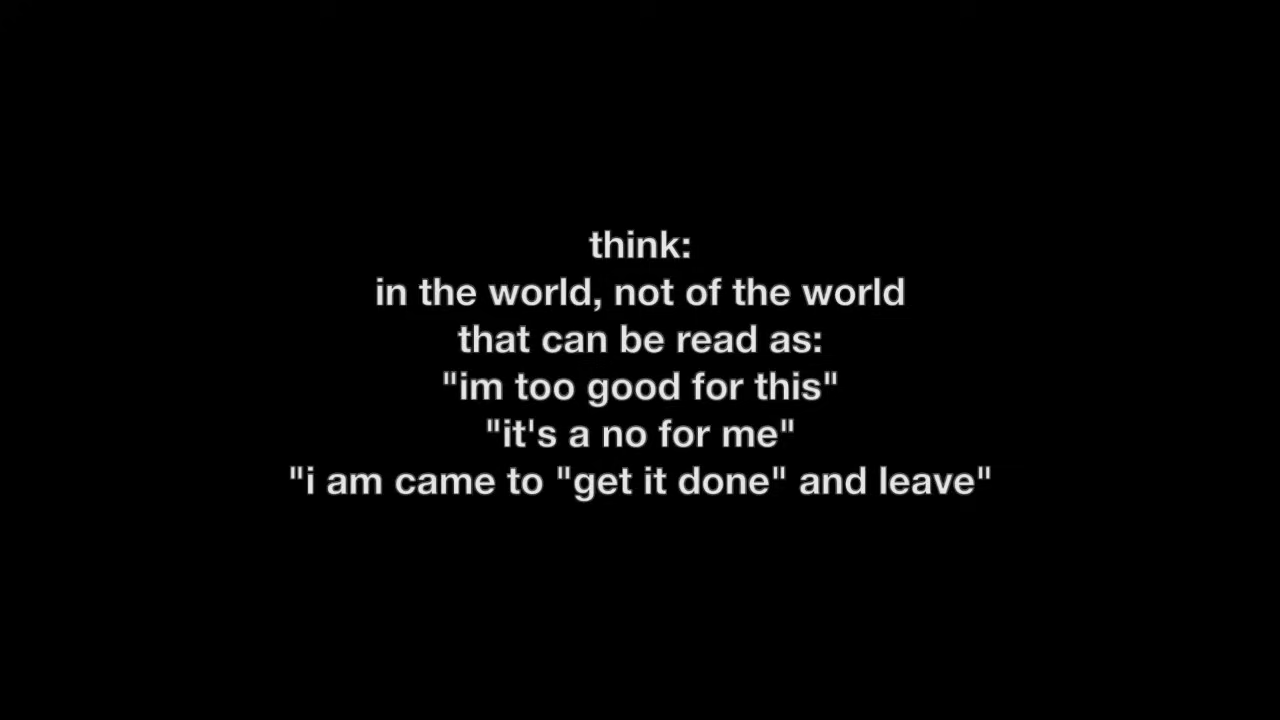 think:
in the world, not of the world
that can be read as:
"im too good for this"
"it's a no for me"
"i am came to "get it done" and leave"